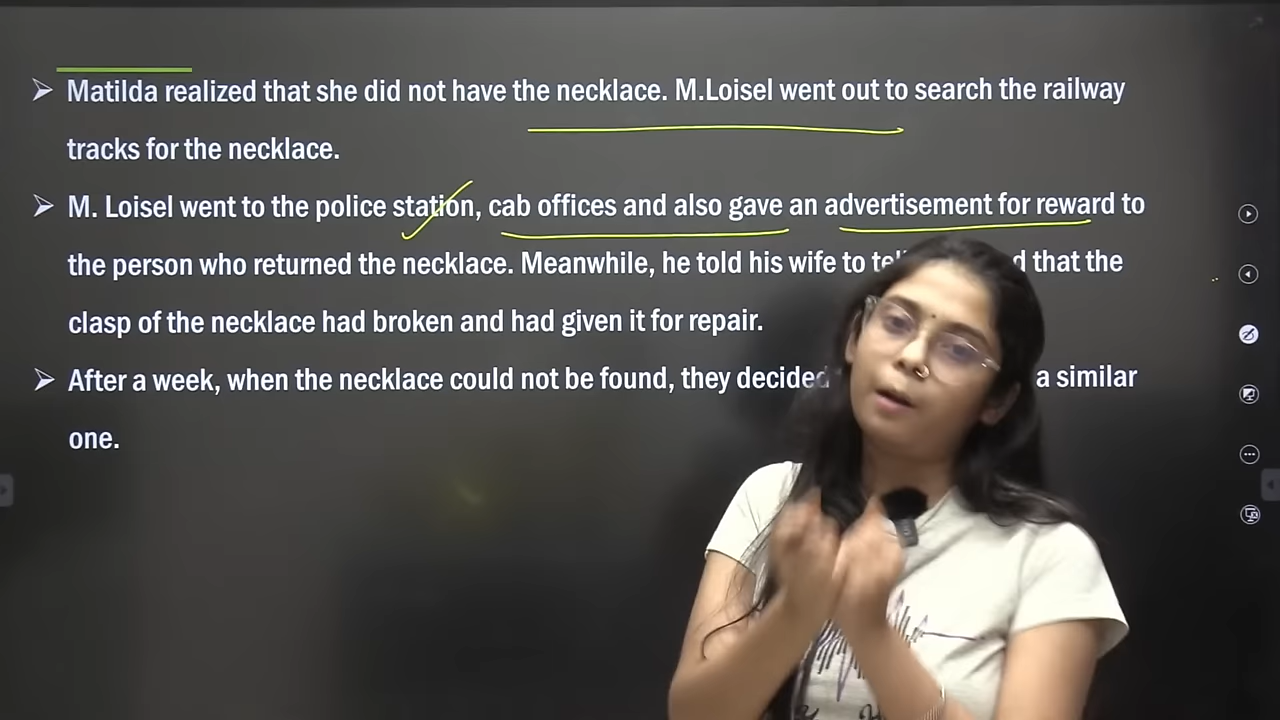 ➢ Matilda realized that she did not have the necklace. M.Loisel went out to search the railway
tracks for the necklace.
➢ M. Loisel went to the police station, cab offices and also gave an advertisement for reward to
the person who returned the necklace. Meanwhile, he told his wife to that the
clasp of the necklace had broken and had given it for repair.
➢ After a week, when the necklace could not be found, they decided a similar
one.